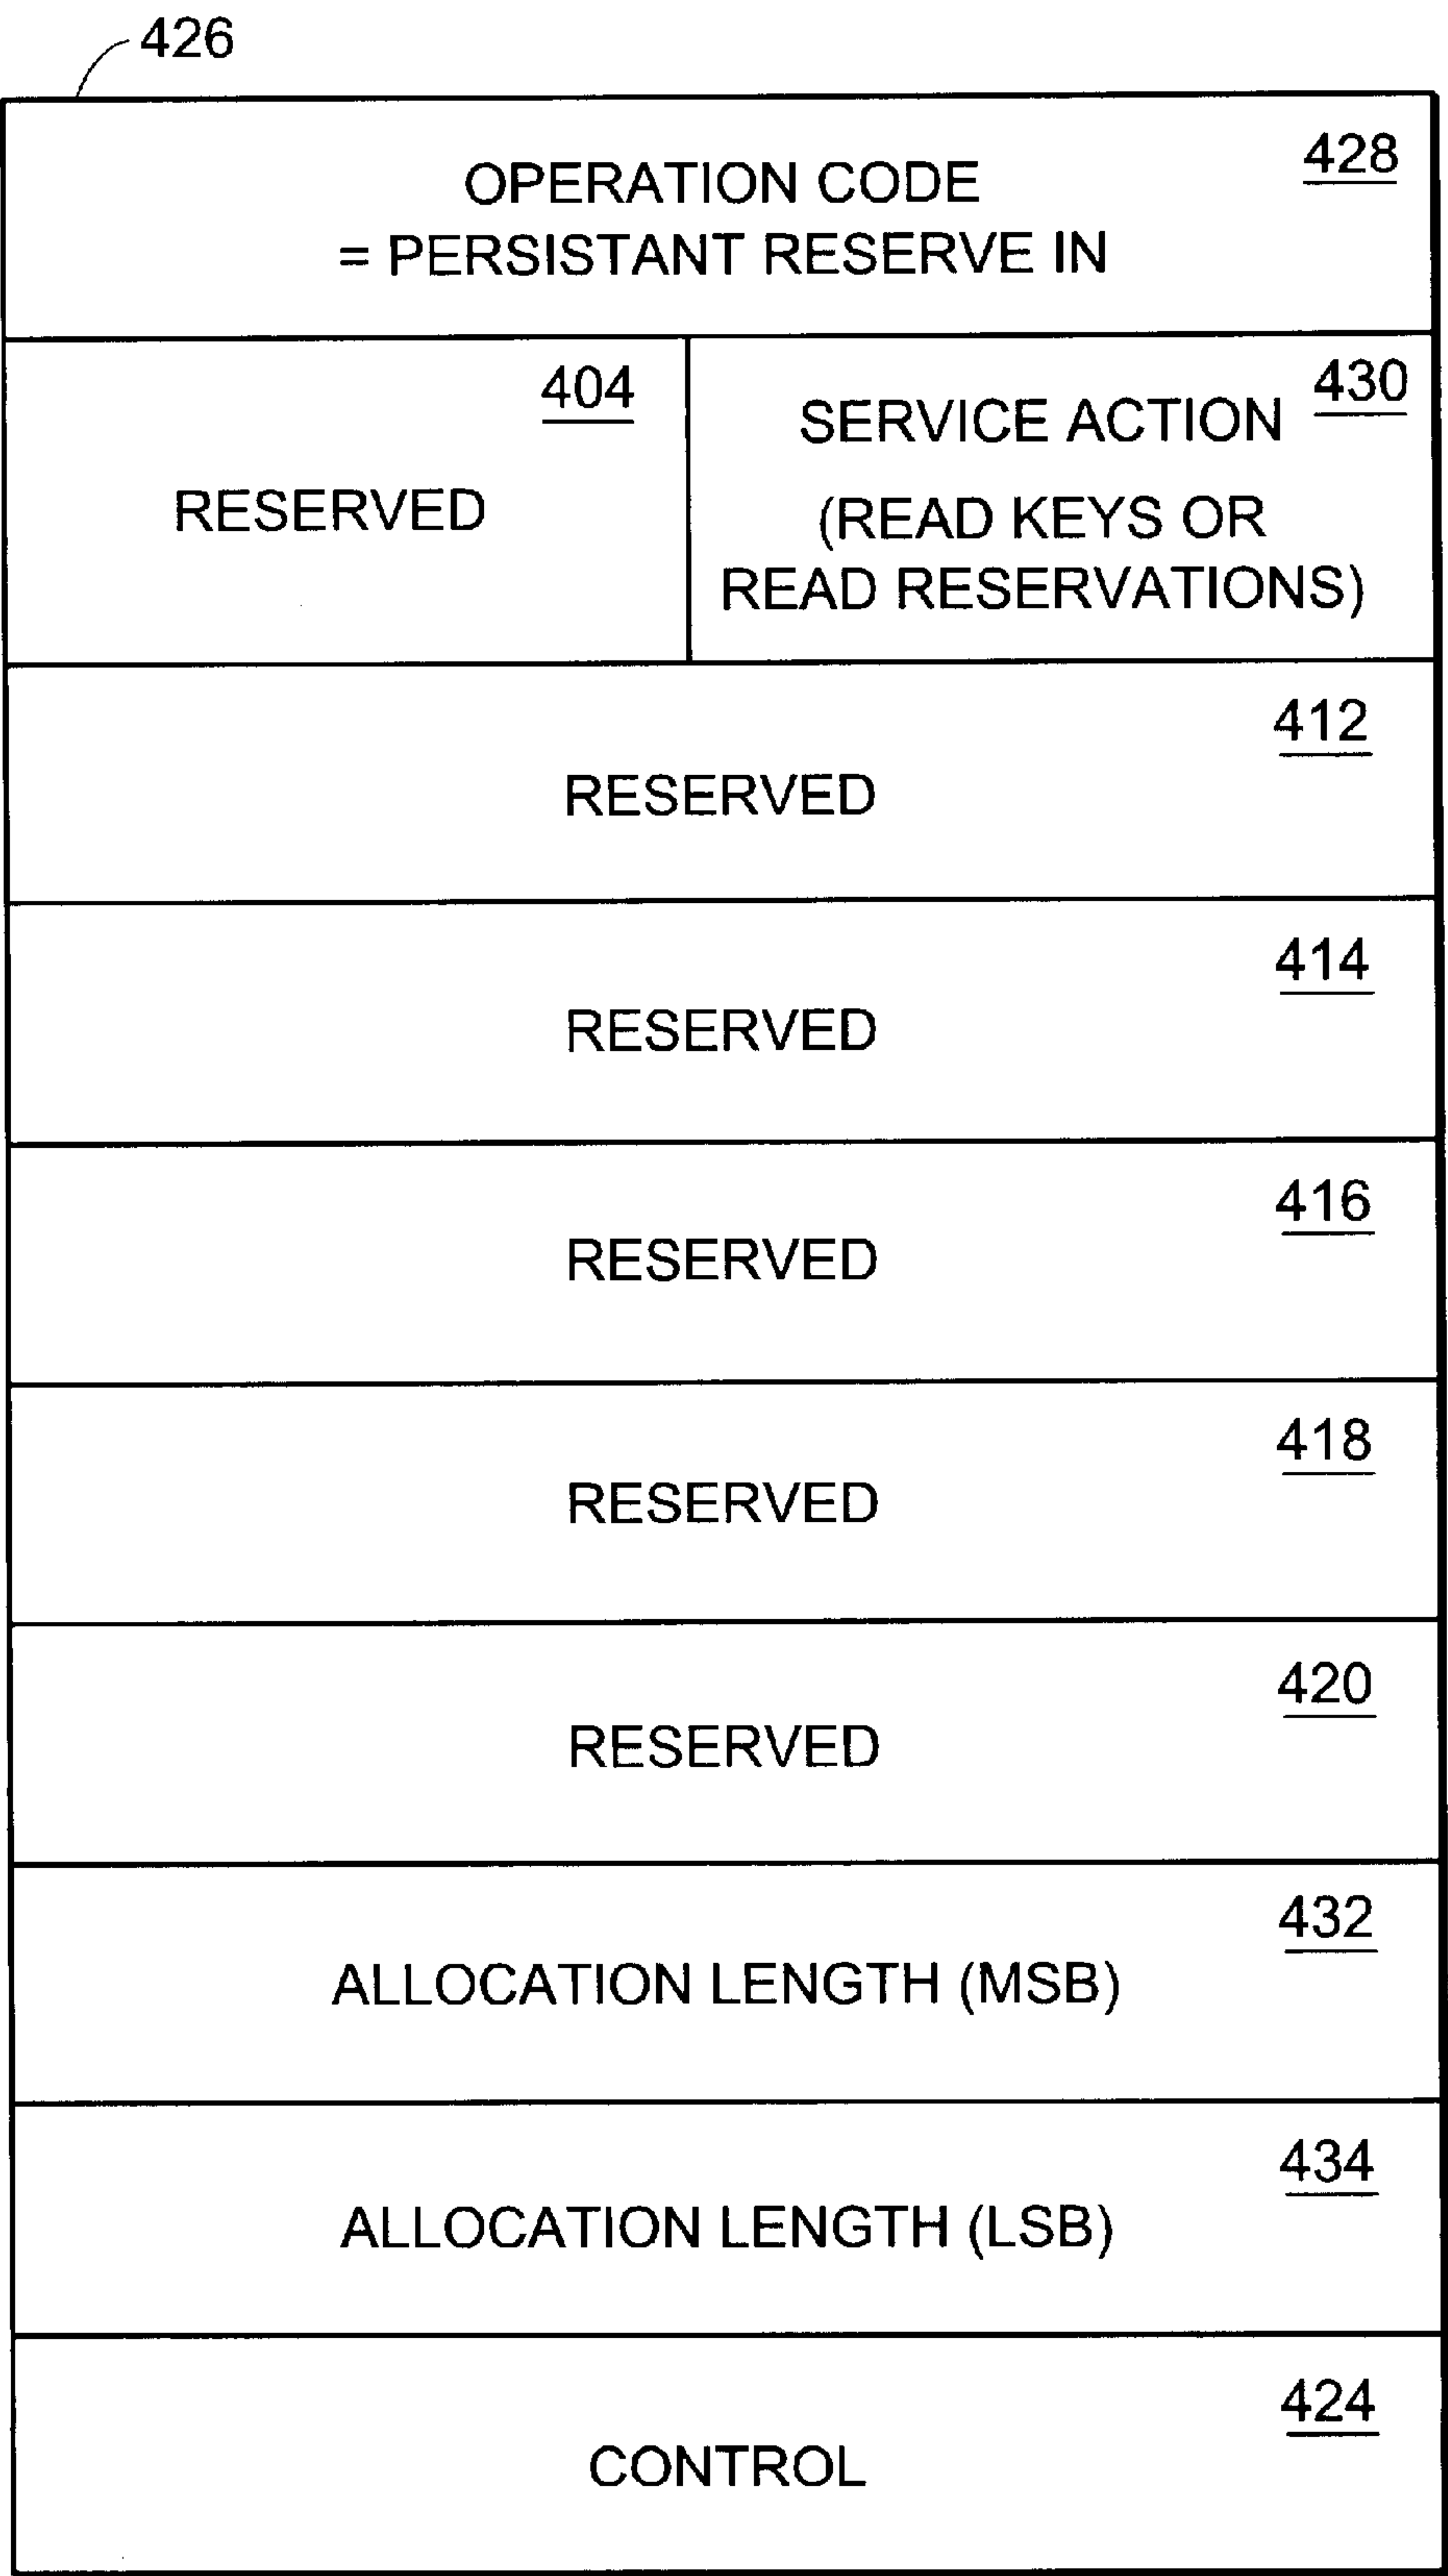 426
OPERATION CODE
428
= PERSISTANT RESERVE IN
404
RESERVED
SERVICE ACTION
430
(READ KEYS OR
READ RESERVATIONS)
412
RESERVED
414
RESERVED
416
RESERVED
418
RESERVED
420
RESERVED
432
ALLOCATION LENGTH (MSB)
434
ALLOCATION LENGTH (LSB)
424
CONTROL